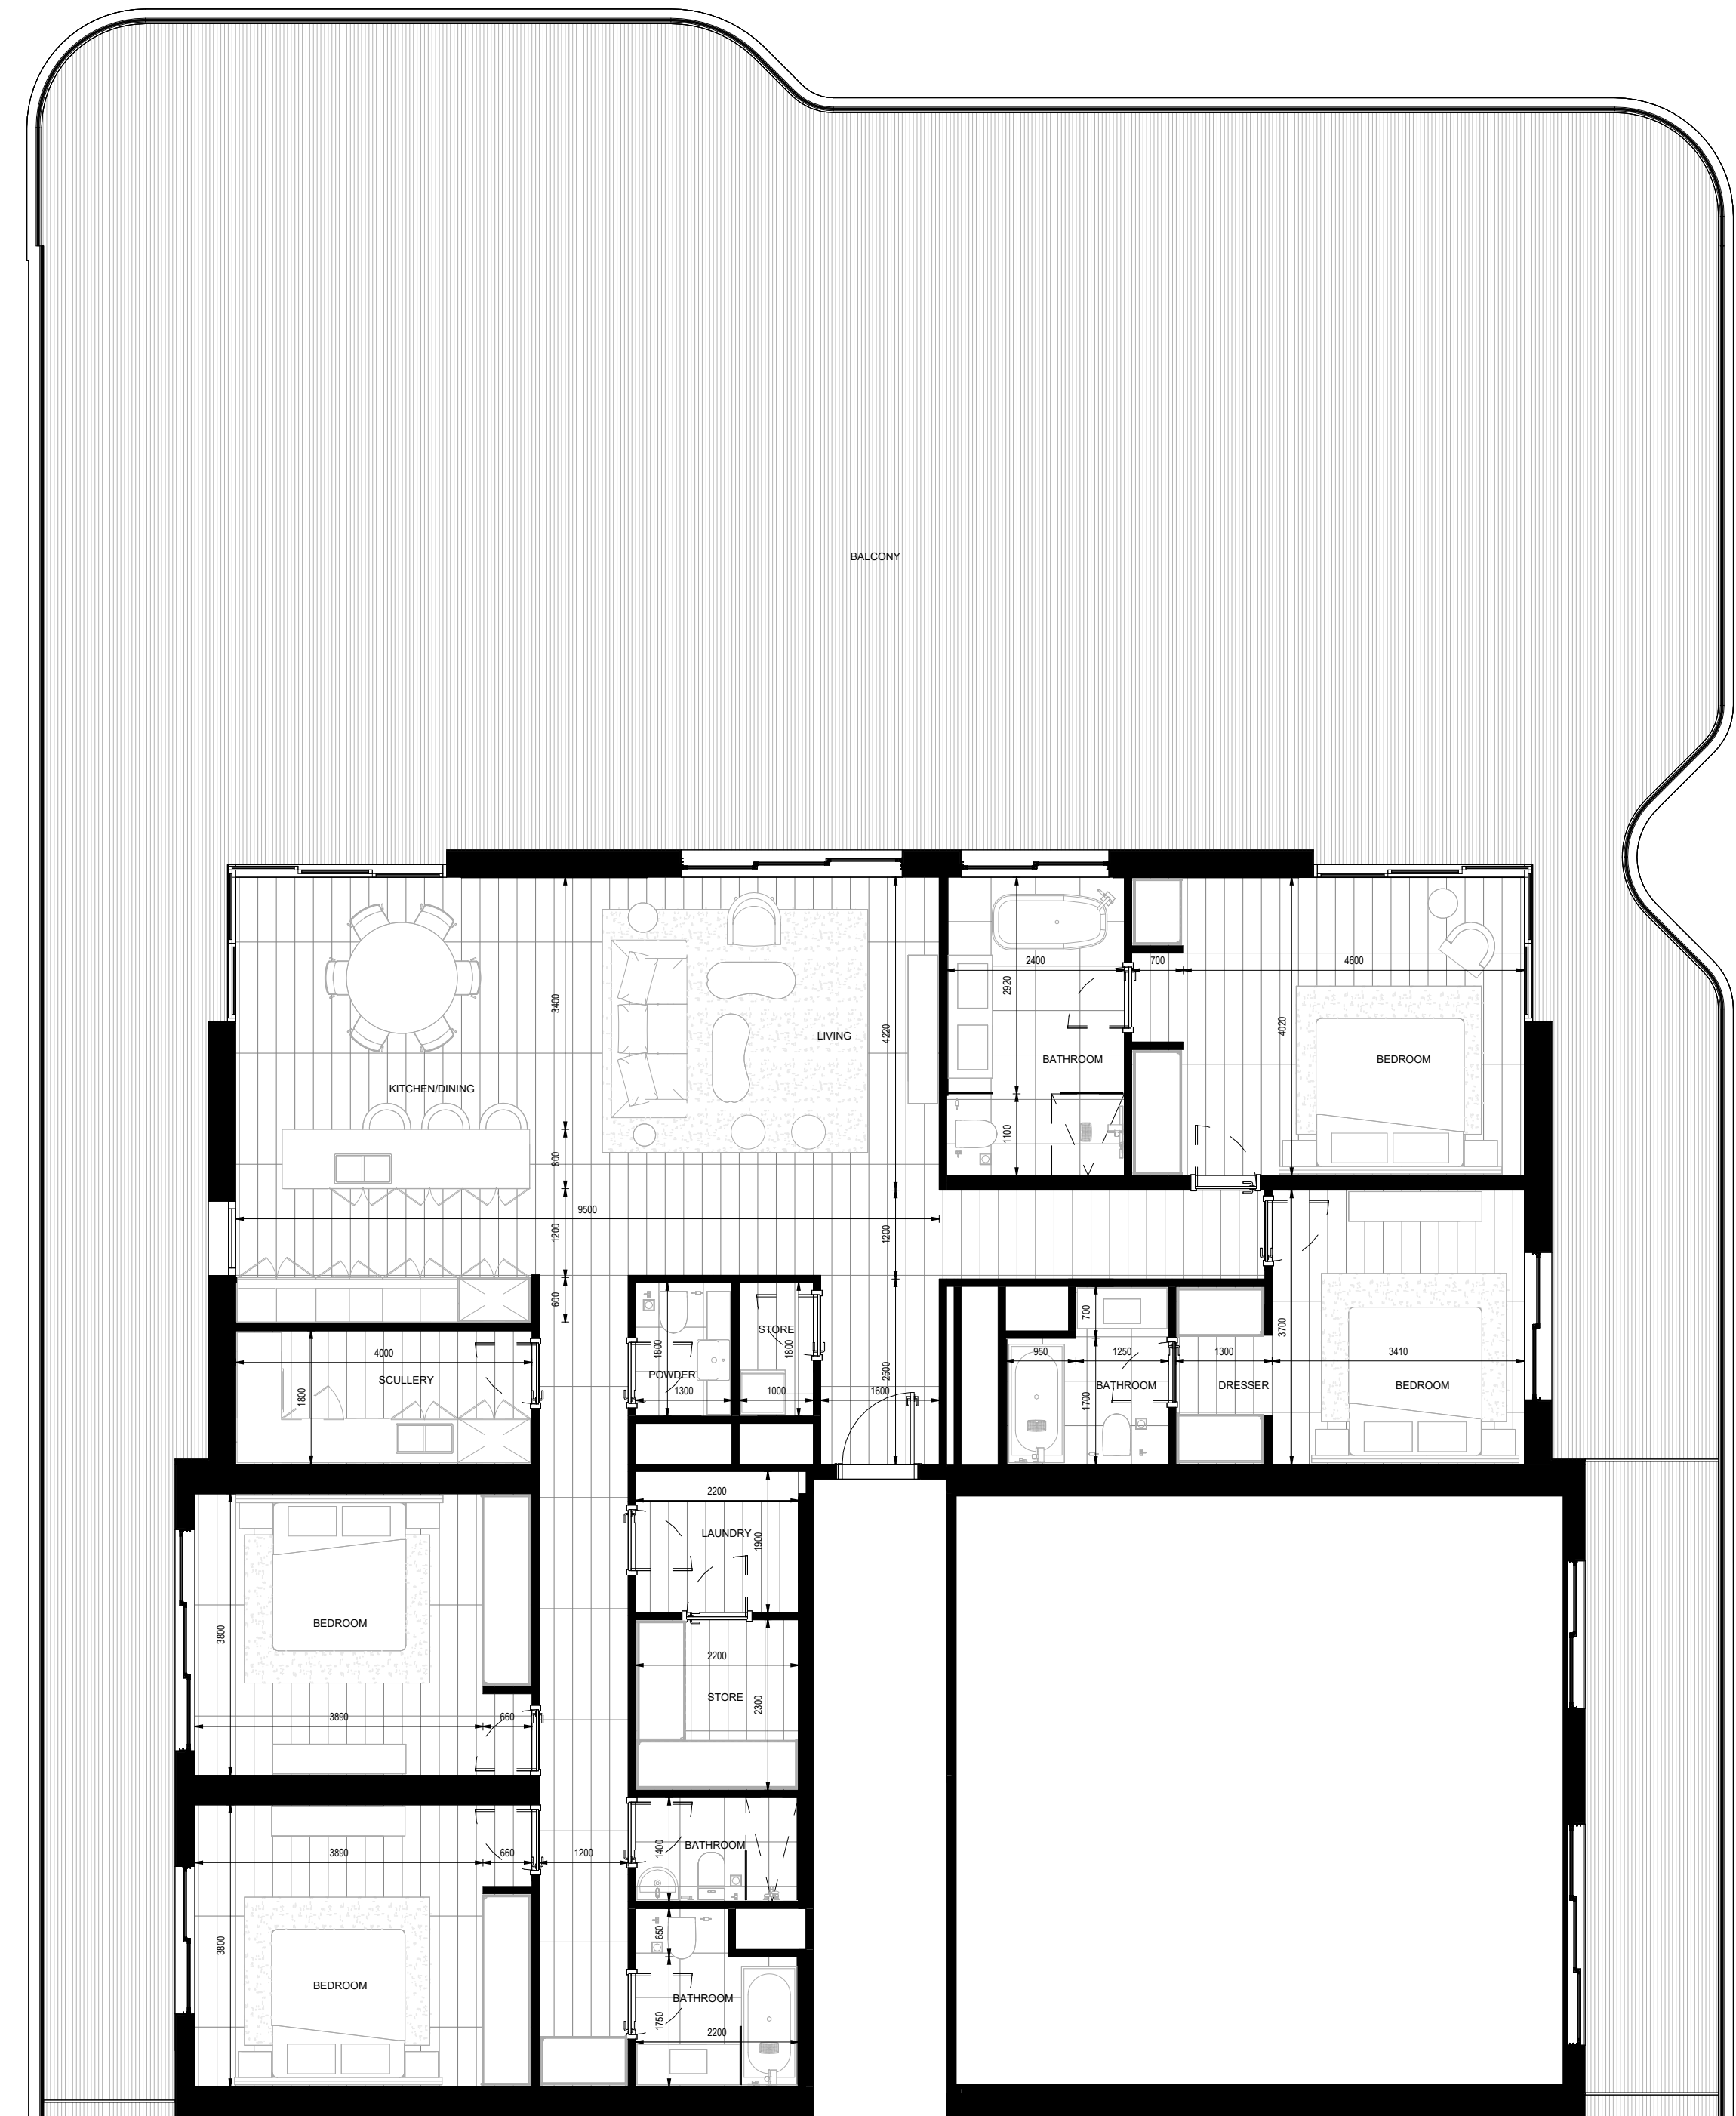 BALCONY
2400
700
4600
2920
3400
4220
4020
LIVING
BATHROOM
BEDROOM
KITCHEN/DINING
1100
800
9500
1200
1200
600
700
3700
STORE
1800
1800
4000
950
1250
1300
3410
SCULLERY
POWDER
2500
BATHROOM
DRESSER
BEDROOM
1800
1300
1000
1600
1700
2200
LAUNDRY
1900
BEDROOM
3800
2200
STORE
2300
3890
660
BATHROOM
1400
3890
660
1200
650
3800
BEDROOM
BATHROOM
1750
2200